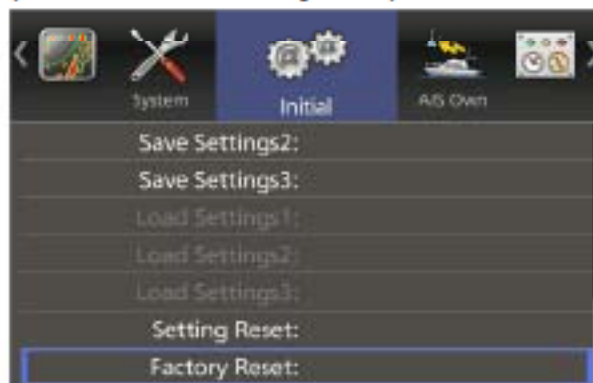 System
Initial
AIS Own
Save Settings2:
Save Settings3:
Load Settings1:
Load Settings2:
Load Settings3:
Setting Reset:
Factory Reset: